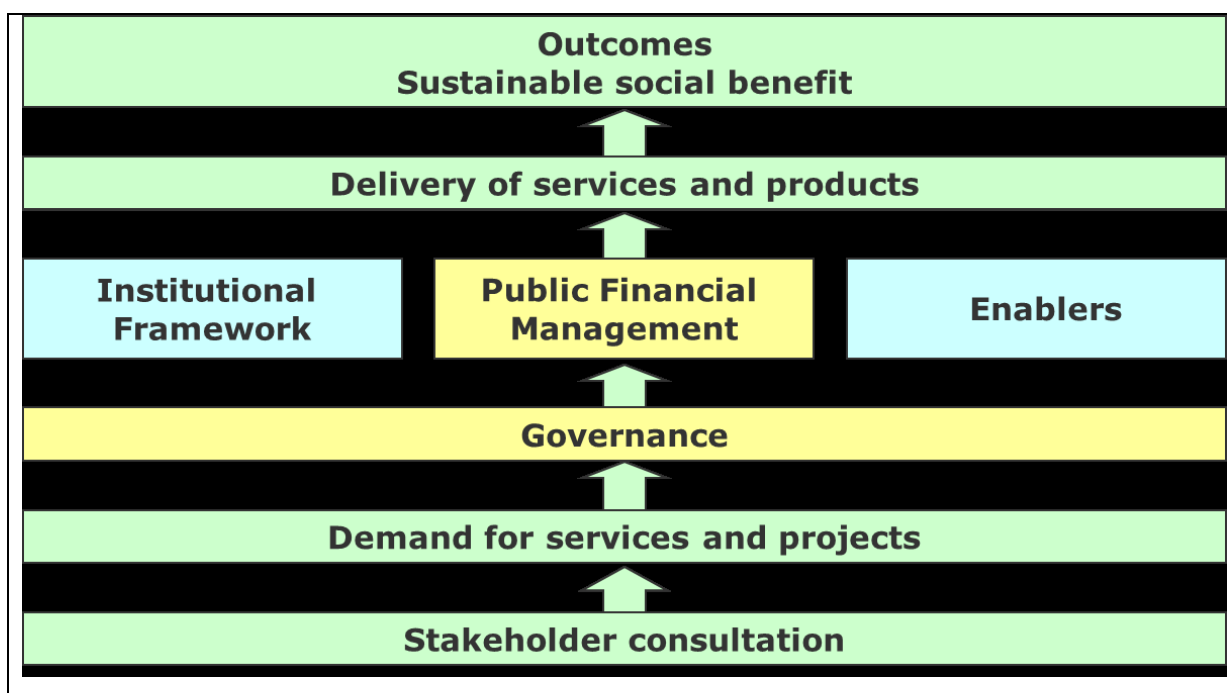 Outcomes
Sustainable social benefit
Delivery of services and products
Institutional
Framework
Public Financial
Management
Enablers
Governance
Demand for services and projects
Stakeholder consultation